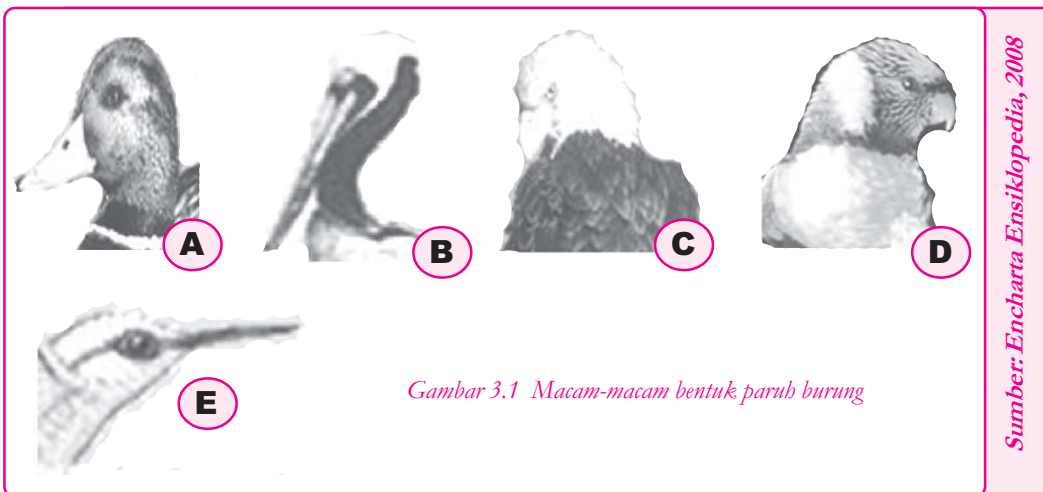 A
B
C
D
E
Gambar 3.1 Macam-macam bentuk paruh burung
Sumber: Encharta Ensiklopedia, 2008